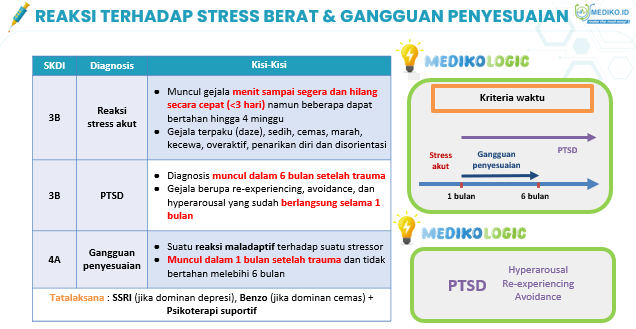 REAKSI TERHADAP STRESS BERAT & GANGGUAN PENYESUAIAN
MEDIKO.ID
SKDI Diagnosis Kisi-Kisi
3B
Reaksi
stress akut
• Muncul gejala menit sampai segera dan hilang
secara cepat (<3 hari) namun beberapa dapat
bertahan hingga 4 minggu
• Gejala terpaku (daze), sedih, cemas, marah,
kecewa, overaktif, penarikan diri dan disorientasi
3B
PTSD
• Diagnosis muncul dalam 6 bulan setelah trauma
• Gejala berupa re-experiencing, avoidance, dan
hyperarousal yang sudah berlangsung selama 1
bulan
4A
Gangguan
penyesuaian
• Suatu reaksi maladaptif terhadap suatu stressor
• Muncul dalam 1 bulan setelah trauma dan tidak
bertahan melebihi 6 bulan
Tatalaksana : SSRI (jika dominan depresi), Benzo (jika dominan cemas) +
Psikoterapi suportif
MEDIKOLOGIC
Kriteria waktu
PTSD
Stress
akut
Gangguan
penyesuaian
1 bulan
6 bulan
MEDIKOLOGIC
PTSD
Hyperarousal
Re-experiencing
Avoidance